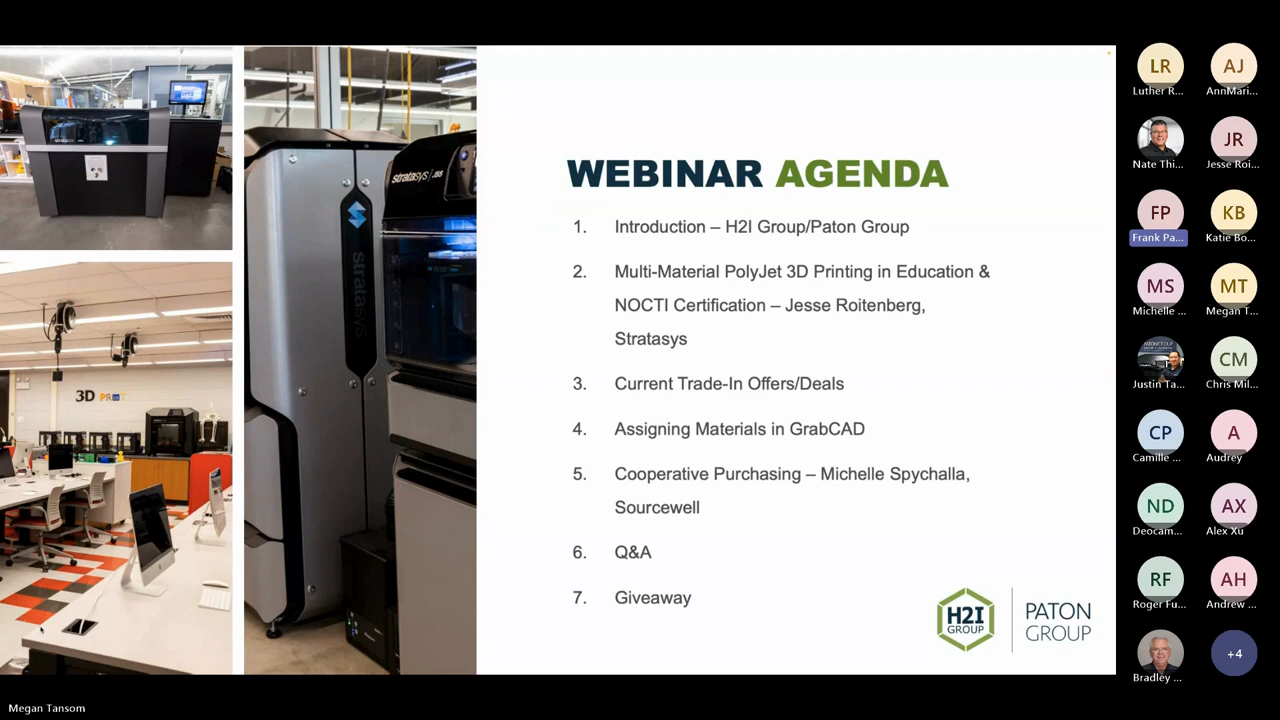 WEBINAR AGENDA
1. Introduction – H2I Group/Paton Group
2. Multi-Material PolyJet 3D Printing in Education &
NOCTI Certification – Jesse Roitenberg,
Stratasys
3. Current Trade-In Offers/Deals
4. Assigning Materials in GrabCAD
5. Cooperative Purchasing – Michelle Spychalla,
Sourcewell
6. Q&A
7. Giveaway
H2I
GROUP
PATON
GROUP
stratasys
stratasys J55
3D PRINT
LR
Luther R...
AJ
AnnMari...
Nate Thi...
JR
Jesse Roi...
FP
Frank Pa...
KB
Katie Bo...
MS
Michelle ...
MT
Megan T...
Justin Ta...
CM
Chris Mil...
CP
Camille ...
A
Audrey
ND
Deocam...
AX
Alex Xu
RF
Roger Fu...
AH
Andrew ...
Bradley ...
+4
Megan Tansom